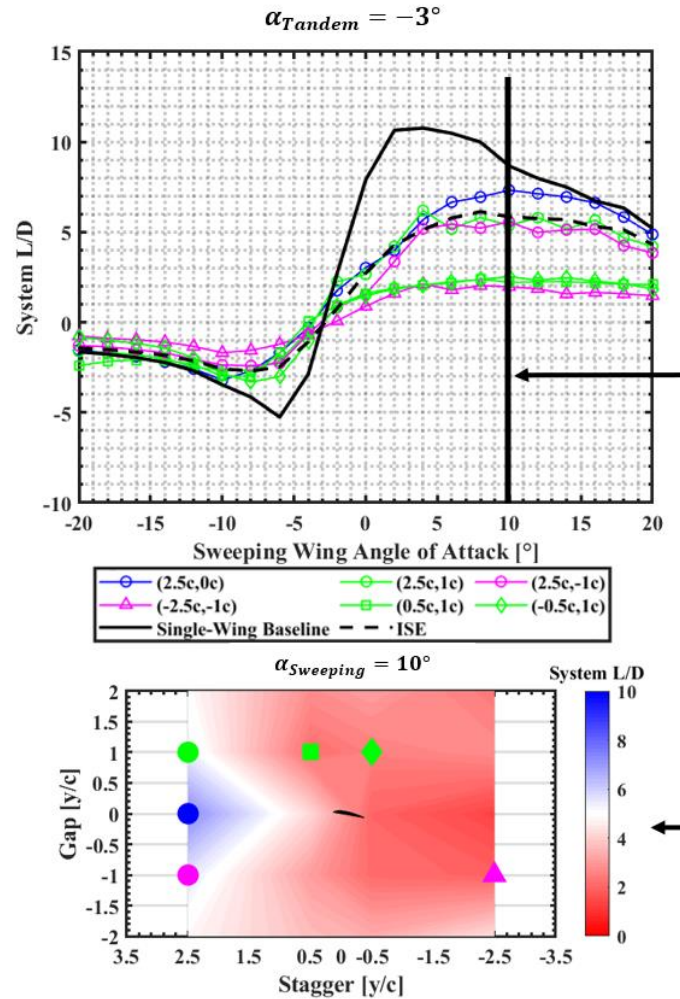 α_Tandem = −3°
15
10
5
0
-5
-10
System L/D
-20 -15 -10 -5 0 5 10 15 20
Sweeping Wing Angle of Attack [°]
(2.5c,0c) (2.5c,1c) (2.5c,-1c)
(-2.5c,-1c) (0.5c,1c) (-0.5c,1c)
Single-Wing Baseline ISE
α_Sweeping = 10°
System L/D
2
1.5
1
0.5
0
-0.5
-1
-1.5
-2
Gap [y/c]
10
8
6
4
2
0
3.5 2.5 1.5 0.5 0 -0.5 -1.5 -2.5 -3.5
Stagger [y/c]